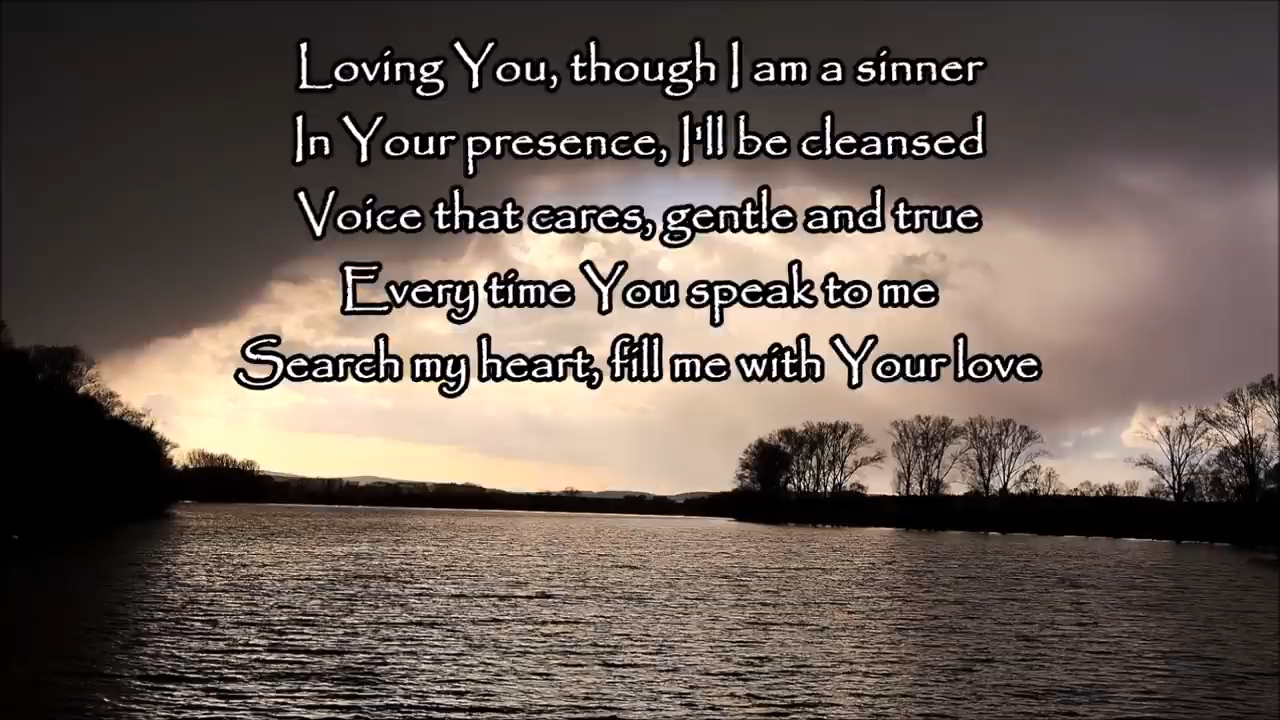 Loving You, though I am a sinner
In Your presence, I'll be cleansed
Voice that cares, gentle and true
Every time You speak to me
Search my heart, fill me with Your love